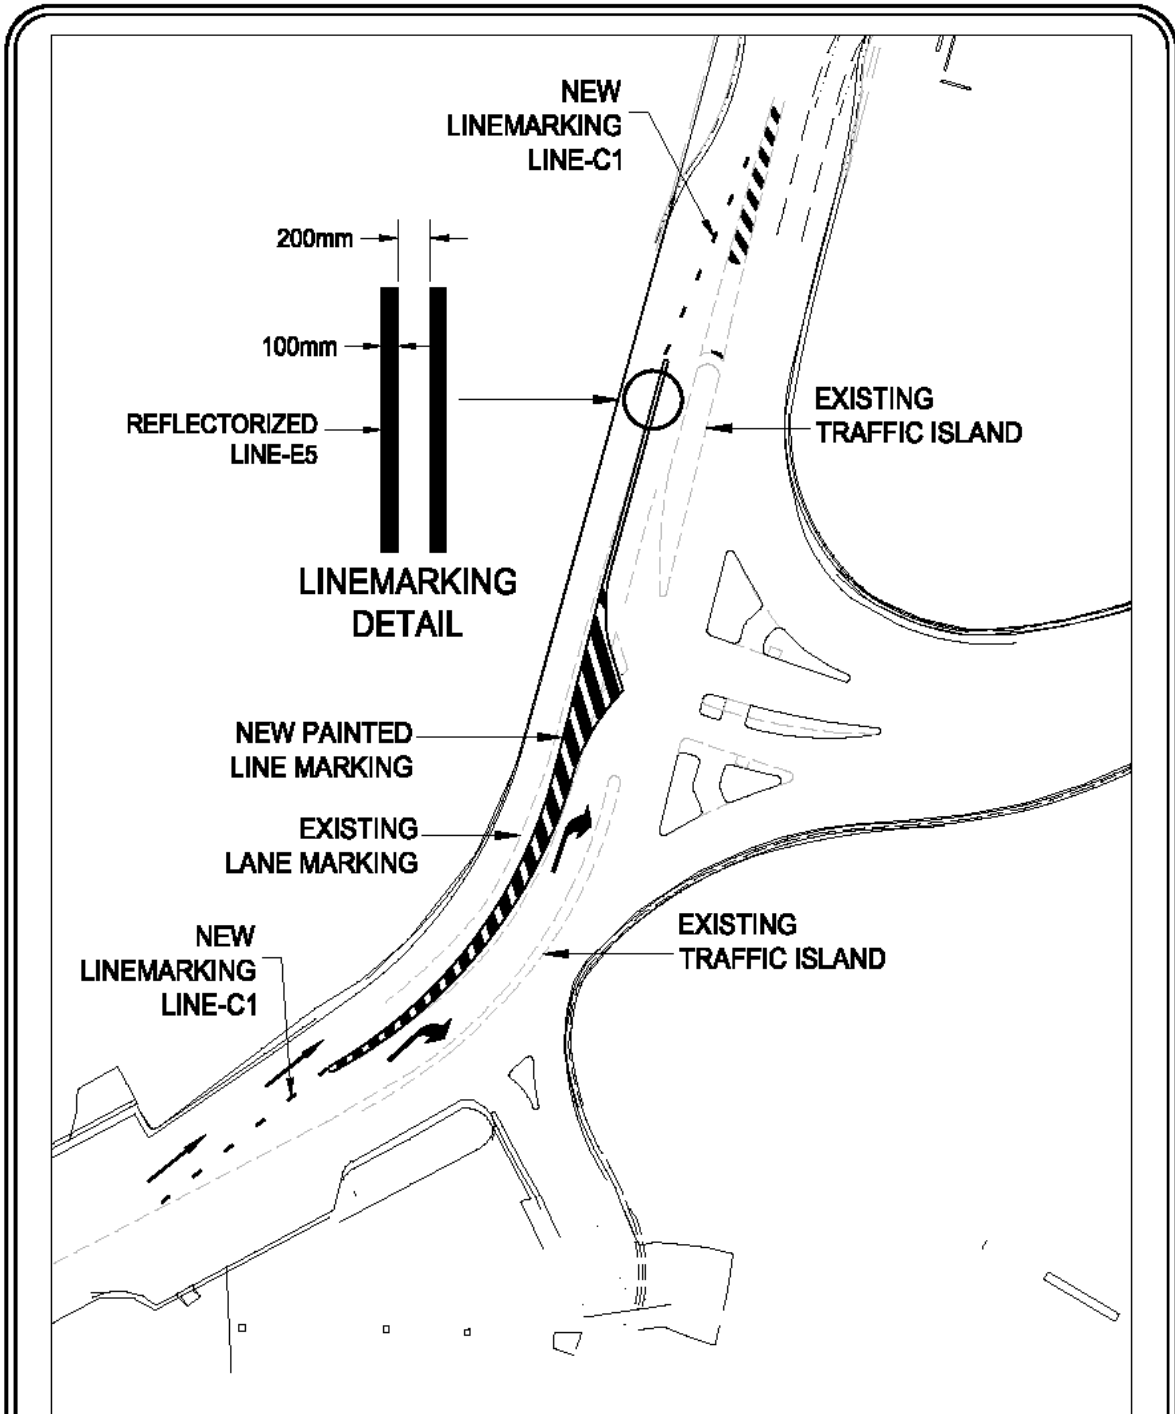 NEW
LINEMARKING
LINE-C1
200mm
100mm
REFLECTORIZED
LINE-E5
LINEMARKING
DETAIL
EXISTING
TRAFFIC ISLAND
NEW PAINTED
LINE MARKING
EXISTING
LANE MARKING
NEW
LINEMARKING
LINE-C1
EXISTING
TRAFFIC ISLAND